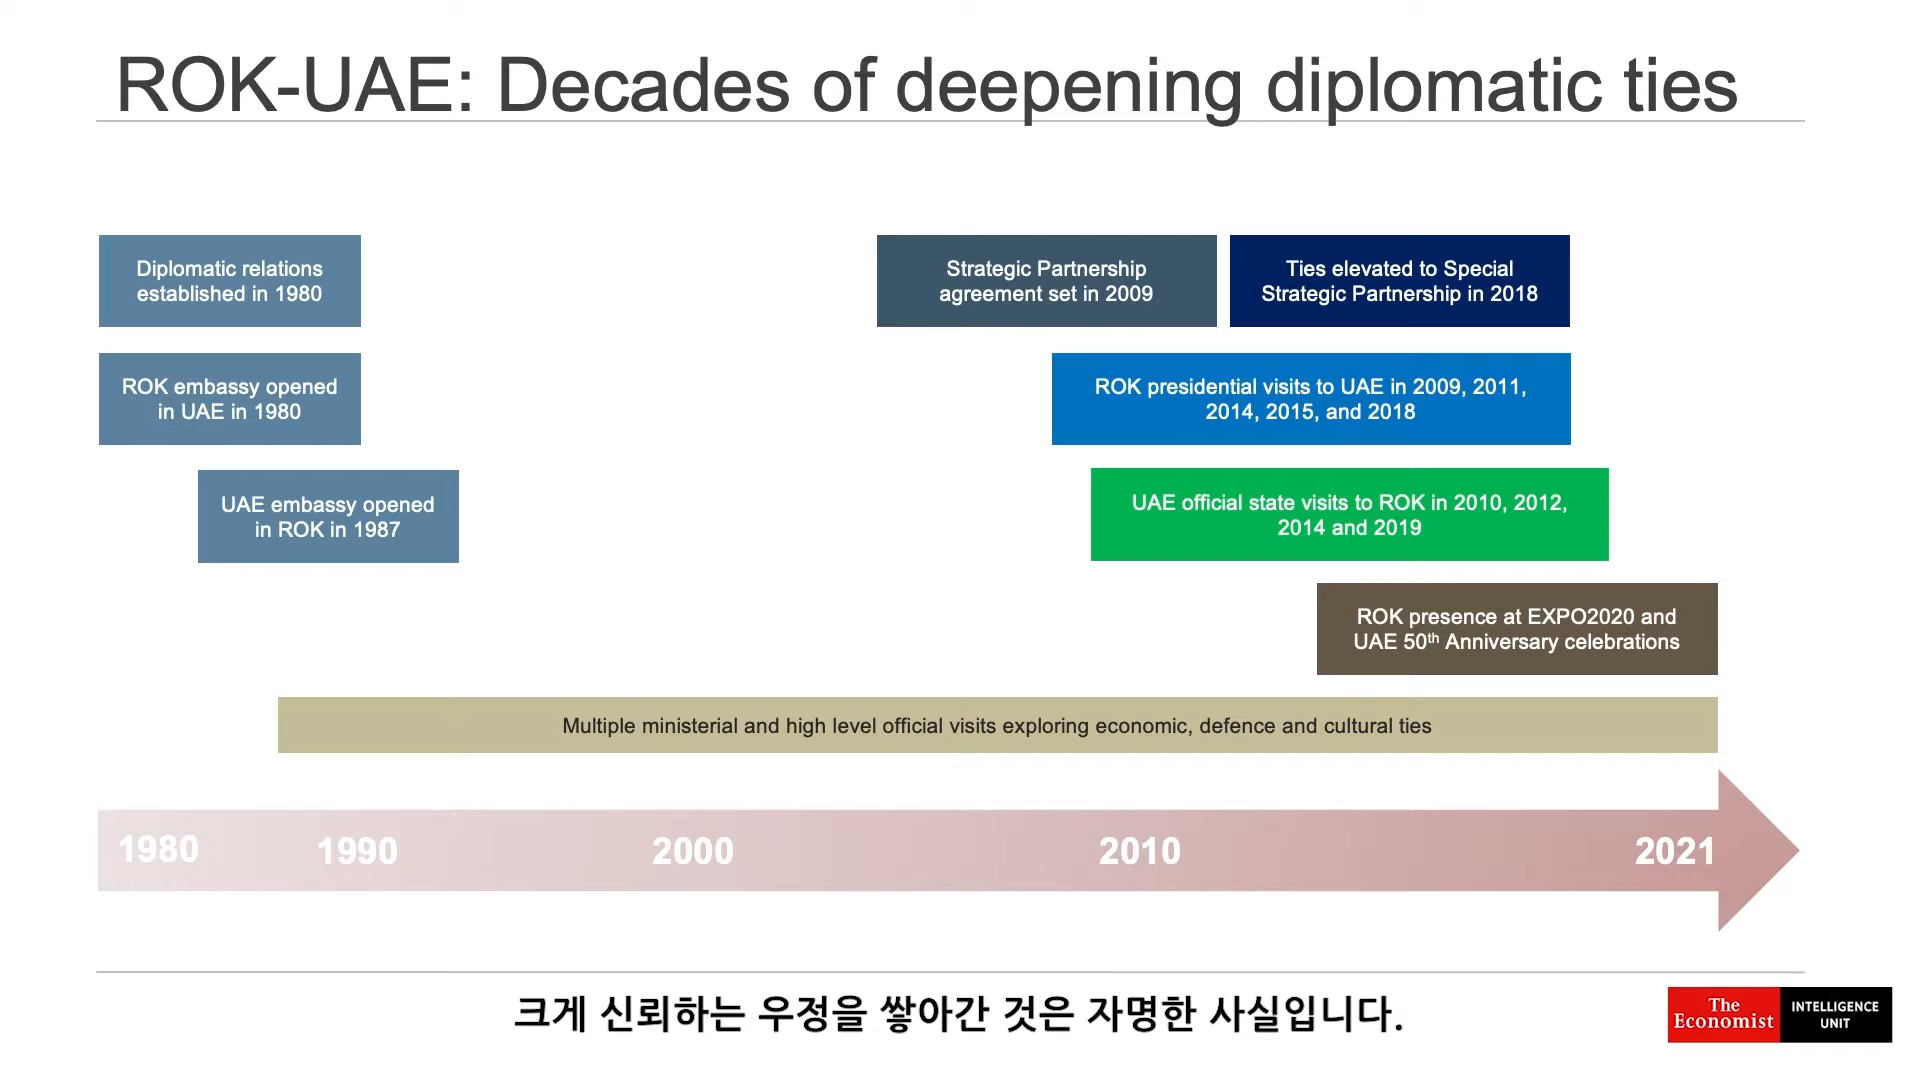 ROK-UAE: Decades of deepening diplomatic ties
Diplomatic relations
established in 1980
Strategic Partnership
agreement set in 2009
Ties elevated to Special
Strategic Partnership in 2018
ROK embassy opened
in UAE in 1980
ROK presidential visits to UAE in 2009, 2011,
2014, 2015, and 2018
UAE embassy opened
in ROK in 1987
UAE official state visits to ROK in 2010, 2012,
2014 and 2019
ROK presence at EXPO2020 and
UAE 50th Anniversary celebrations
Multiple ministerial and high level official visits exploring economic, defence and cultural ties
1980 1990 2000 2010 2021
크게 신뢰하는 우정을 쌓아간 것은 자명한 사실입니다.
The
Economist
INTELLIGENCE
UNIT